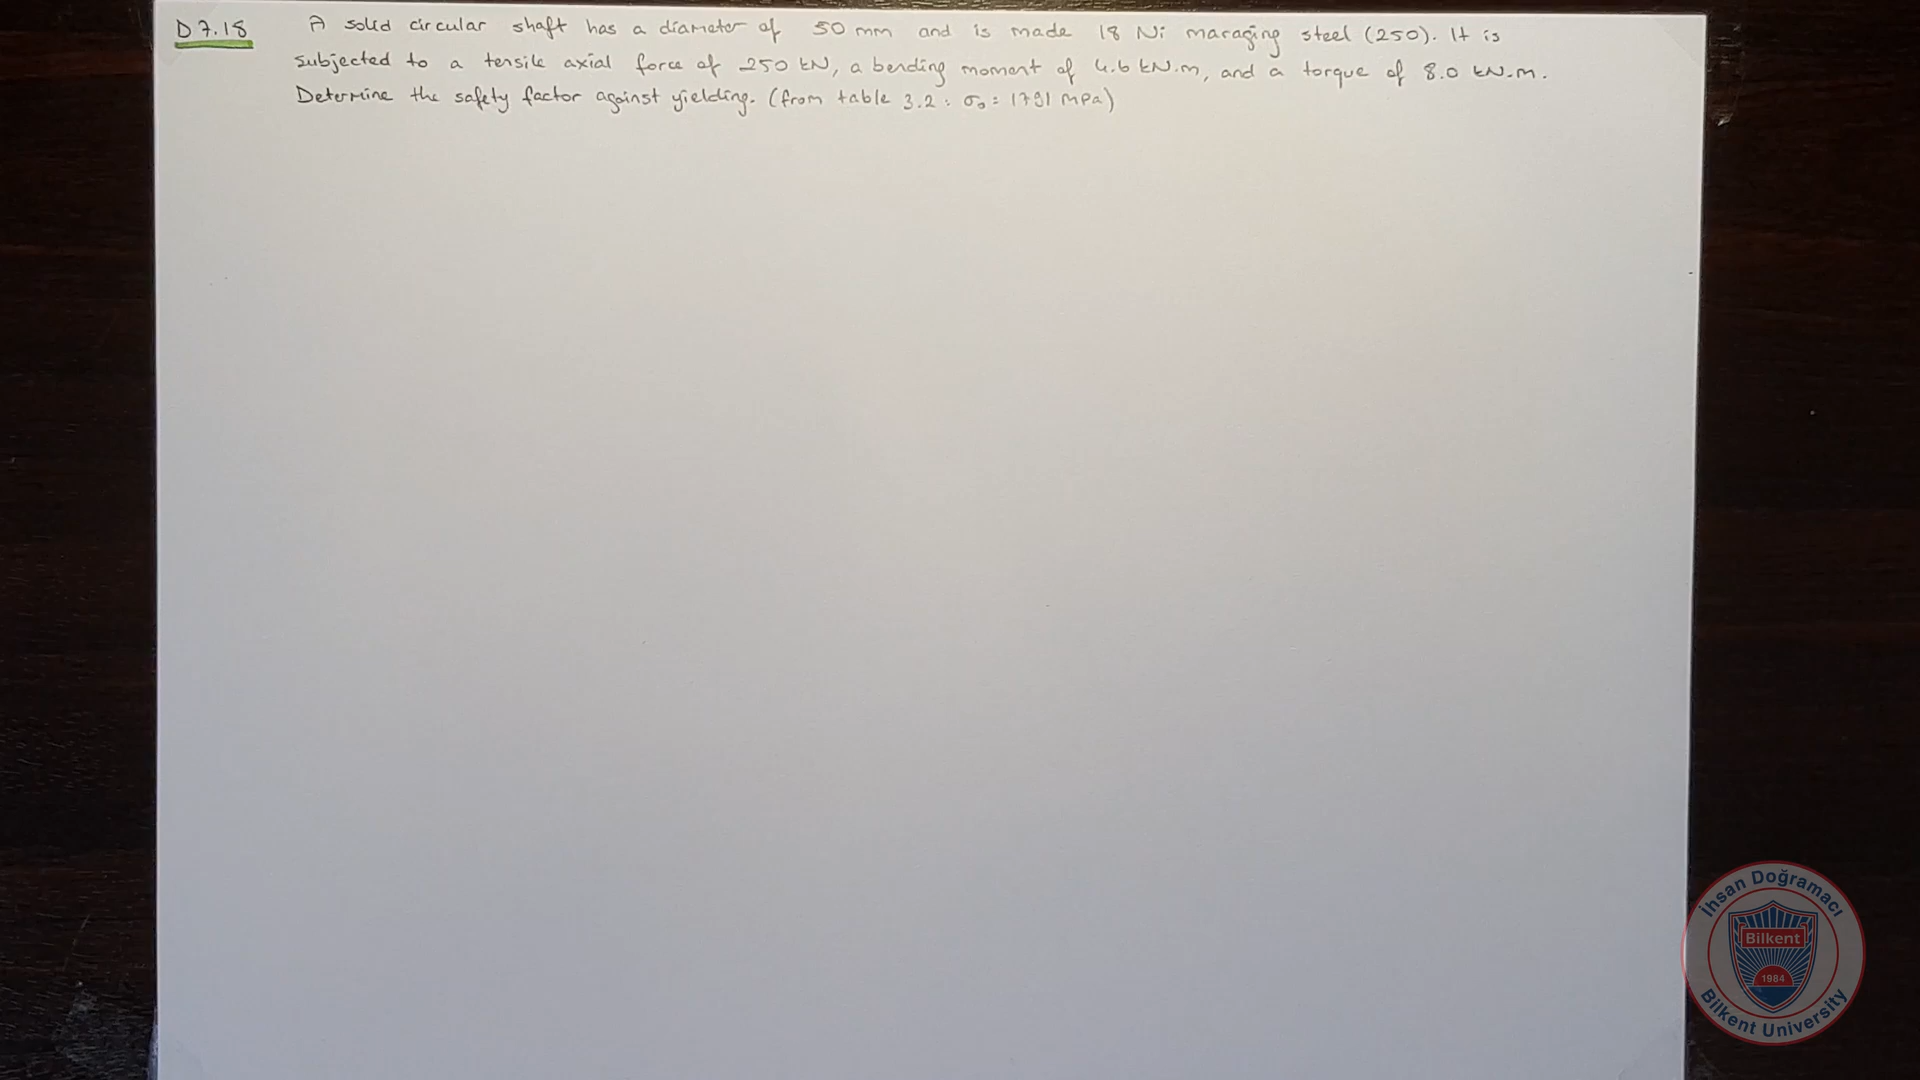 D 7.18 A solid circular shaft has a diameter of 50 mm and is made 18 Ni maraging steel (250). It is
subjected to a tensile axial force of 250 kN, a bending moment of 4.6 kN.m, and a torque of 8.0 kN.m.
Determine the safety factor against yielding. (from table 3.2 : σ₀ = 1791 MPa)
İhsan Doğramacı
Bilkent
1984
Bilkent University